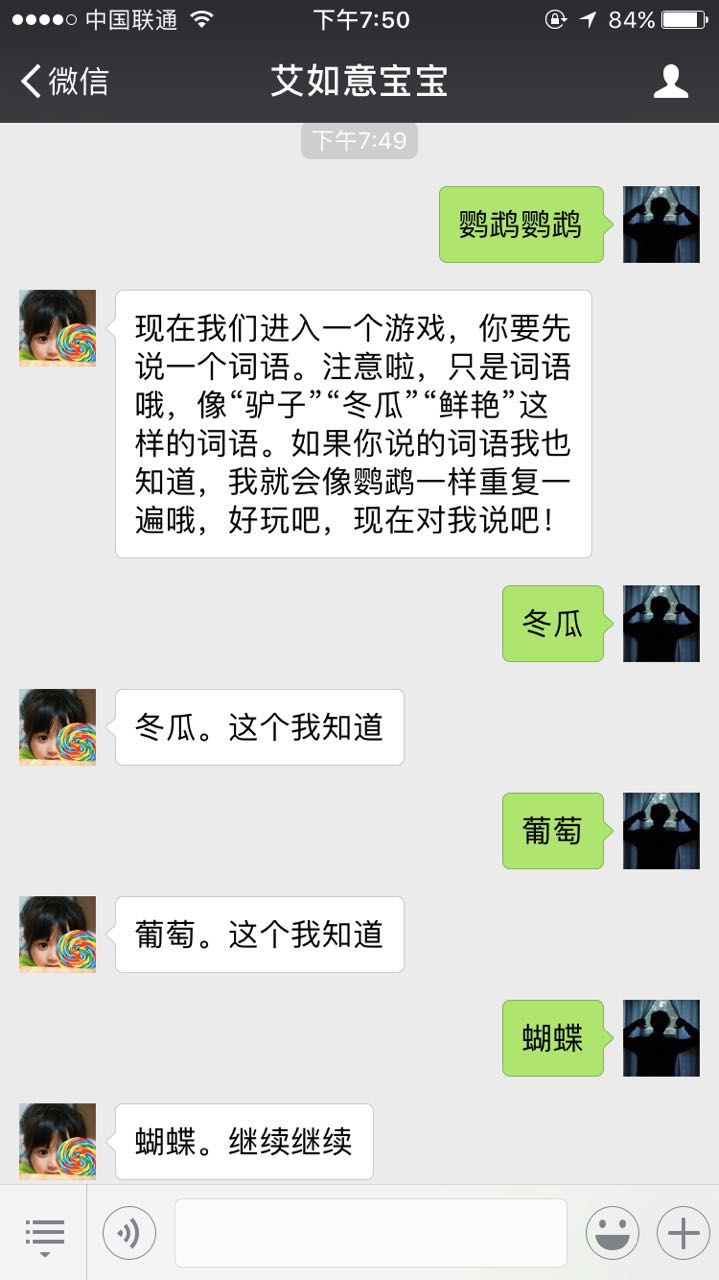 中国联通 下午7:50 84%
微信 艾如意宝宝
下午7:49
鹦鹉鹦鹉
现在我们进入一个游戏，你要先
说一个词语。注意啦，只是词语
哦，像“驴子”“冬瓜”“鲜艳”这
样的词语。如果你说的词语我也
知道，我就会像鹦鹉一样重复一
遍哦，好玩吧，现在对我说吧！
冬瓜
冬瓜。这个我知道
葡萄
葡萄。这个我知道
蝴蝶
蝴蝶。继续继续